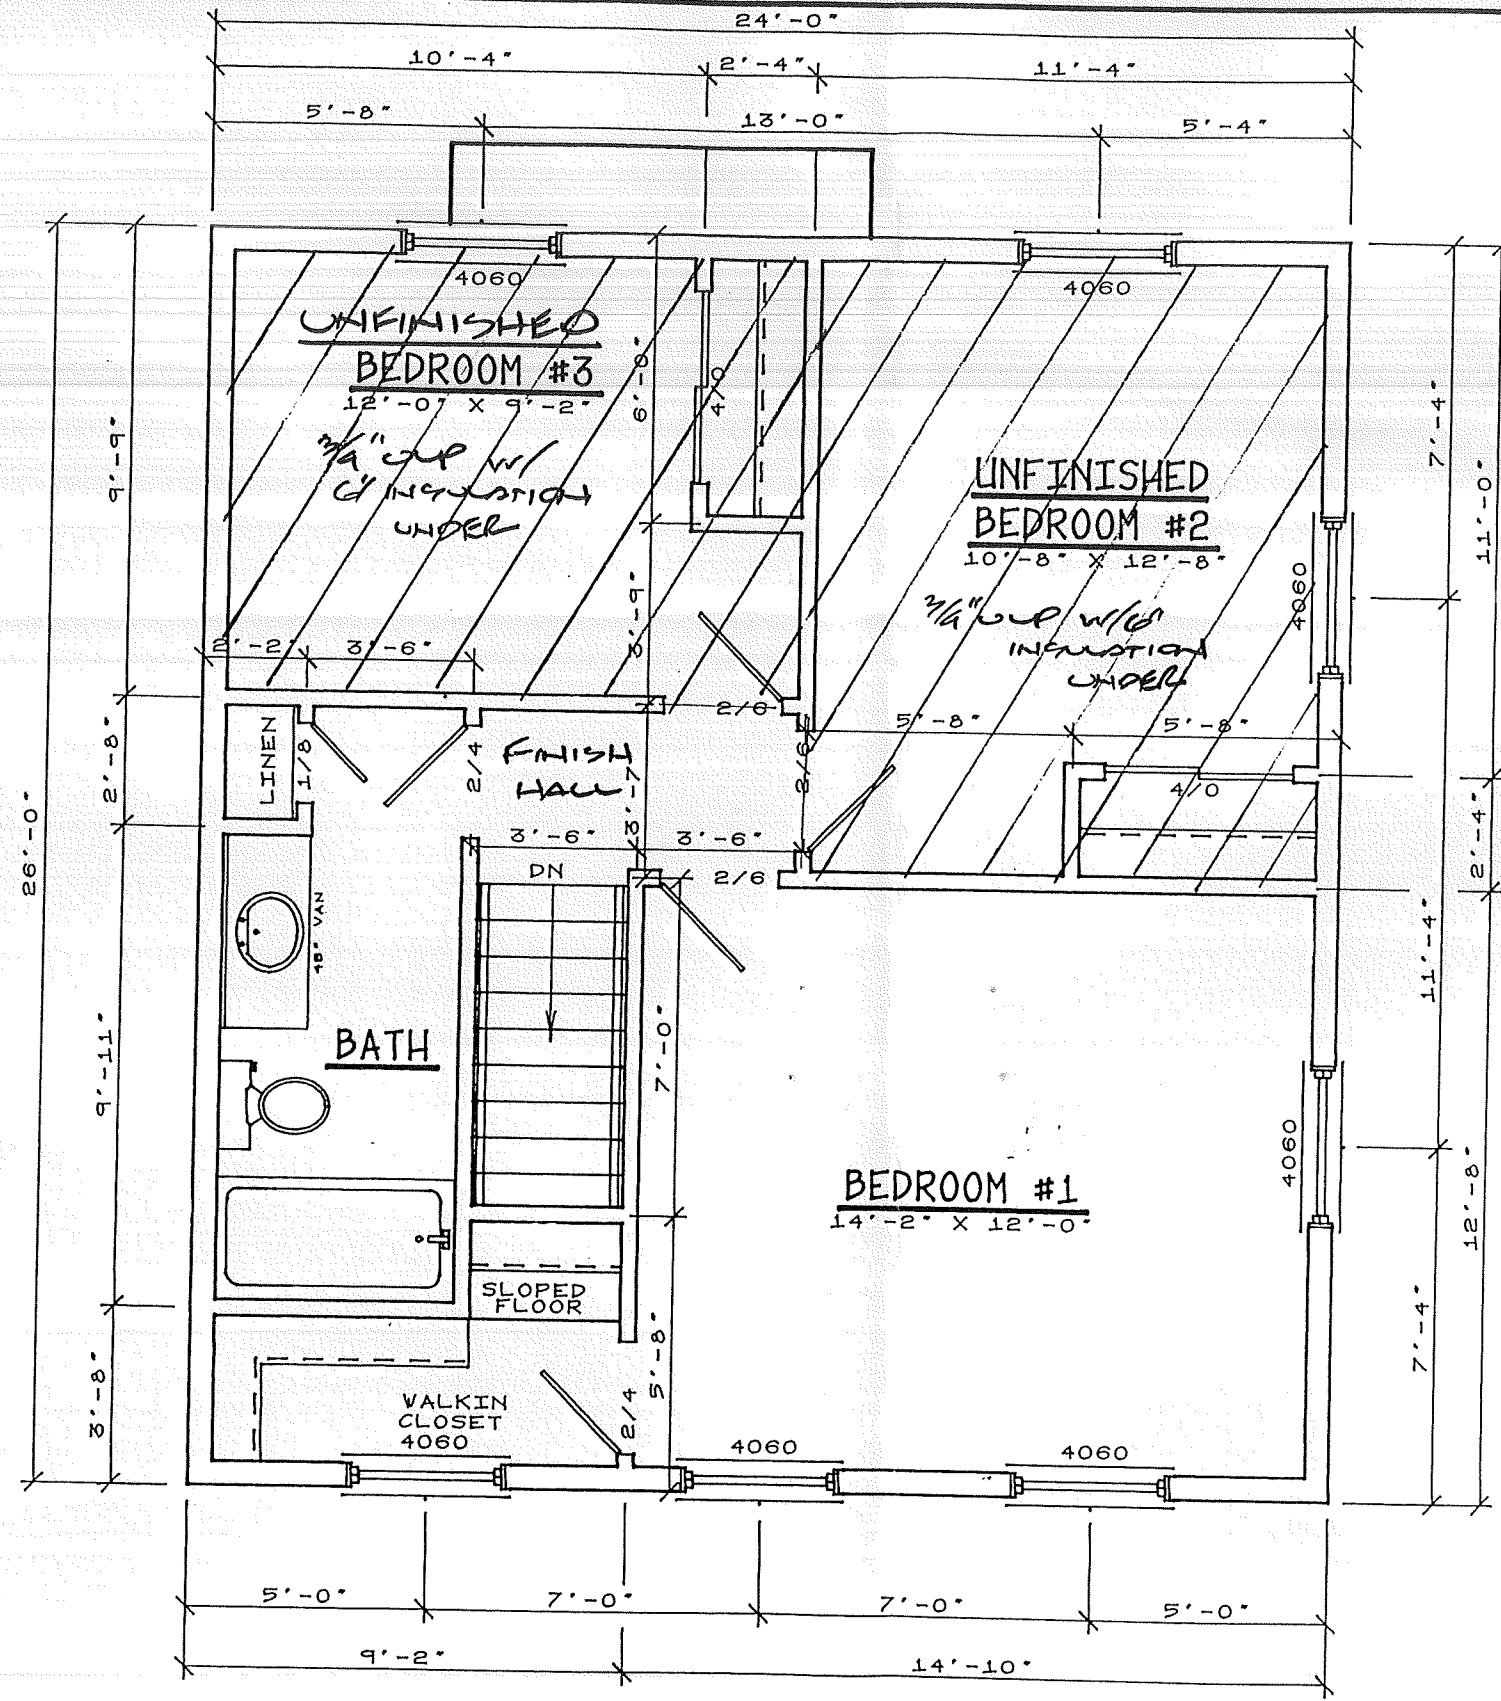 24'-0"
10'-4"
2'-4"
11'-4"
5'-8"
13'-0"
5'-4"
4060
4060
UNFINISHED
BEDROOM #3
12'-0" X 9'-2"
6'-0"
4/0
7'-4"
9'-9"
3/4" W/
6" INSULATION
UNDER
UNFINISHED
BEDROOM #2
10'-8" X 12'-8"
11'-0"
4060
3/4" W/6"
INSULATION
UNDER
3'-9"
2'-2"
3'-6"
2/6
5'-8"
5'-8"
LINEN
1/8
2/4
FINISH
HALL
3'-7"
2/6
4/0
2'-8"
3'-6"
3'-6"
2'-4"
26'-0"
DN
2/6
48" VAN
11'-4"
BATH
7'-0"
9'-11"
4060
BEDROOM #1
14'-2" X 12'-0"
12'-8"
SLOPED
FLOOR
5'-8"
7'-4"
3'-8"
WALKIN
CLOSET
4060
2/4
4060
4060
5'-0"
7'-0"
7'-0"
5'-0"
9'-2"
14'-10"